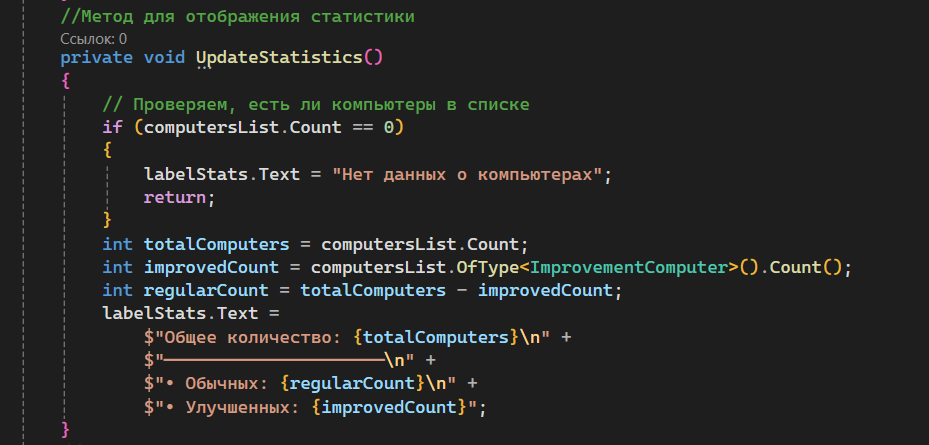 //Метод для отображения статистики
Ссылок: 0
private void UpdateStatistics()
{
// Проверяем, есть ли компьютеры в списке
if (computersList.Count == 0)
{
labelStats.Text = "Нет данных о компьютерах";
return;
}
int totalComputers = computersList.Count;
int improvedCount = computersList.OfType<ImprovementComputer>().Count();
int regularCount = totalComputers - improvedCount;
labelStats.Text =
$"Общее количество: {totalComputers}\n" +
$"─────────────────────\n" +
$"• Обычных: {regularCount}\n" +
$"• Улучшенных: {improvedCount}";
}